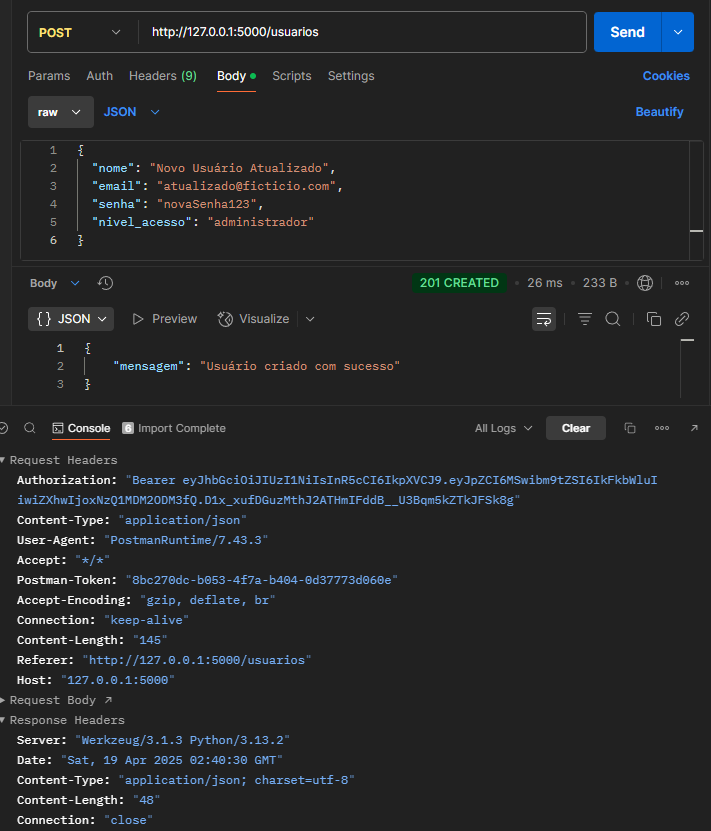 POST http://127.0.0.1:5000/usuarios Send
Params Auth Headers (9) Body Scripts Settings Cookies
raw JSON Beautify
1 {
2 "nome": "Novo Usuário Atualizado",
3 "email": "atualizado@ficticio.com",
4 "senha": "novaSenha123",
5 "nivel_acesso": "administrador"
6 }
Body 201 CREATED • 26 ms • 233 B
{} JSON Preview Visualize
1 {
2 "mensagem": "Usuário criado com sucesso"
3 }
Console 6 Import Complete All Logs Clear
Request Headers
Authorization: "Bearer eyJhbGciOiJIUzI1NiIsInR5cCI6IkpXVCJ9.eyJpZCI6MSwibm9tZSI6IkFkbWluI
iwiZXhwIjoxNzQ1MDM2ODM3fQ.D1x_xufDGuzMthJ2ATHmIFddB__U3Bqm5kZTkJFSk8g"
Content-Type: "application/json"
User-Agent: "PostmanRuntime/7.43.3"
Accept: "*/*"
Postman-Token: "8bc270dc-b053-4f7a-b404-0d37773d060e"
Accept-Encoding: "gzip, deflate, br"
Connection: "keep-alive"
Content-Length: "145"
Referer: "http://127.0.0.1:5000/usuarios"
Host: "127.0.0.1:5000"
Request Body
Response Headers
Server: "Werkzeug/3.1.3 Python/3.13.2"
Date: "Sat, 19 Apr 2025 02:40:30 GMT"
Content-Type: "application/json; charset=utf-8"
Content-Length: "48"
Connection: "close"